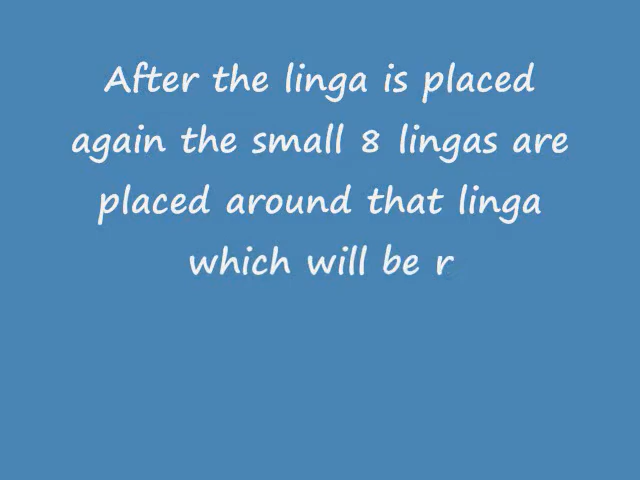 After the linga is placed
again the small 8 lingas are
placed around that linga
which will be r